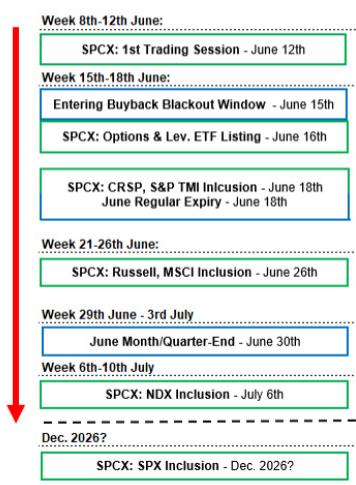 Week 8th-12th June:
SPCX: 1st Trading Session - June 12th
Week 15th-18th June:
Entering Buyback Blackout Window - June 15th
SPCX: Options & Lev. ETF Listing - June 16th
SPCX: CRSP, S&P TMI Inlcusion - June 18th
June Regular Expiry - June 18th
Week 21-26th June:
SPCX: Russell, MSCI Inclusion - June 26th
Week 29th June - 3rd July
June Month/Quarter-End - June 30th
Week 6th-10th July
SPCX: NDX Inclusion - July 6th
Dec. 2026?
SPCX: SPX Inclusion - Dec. 2026?